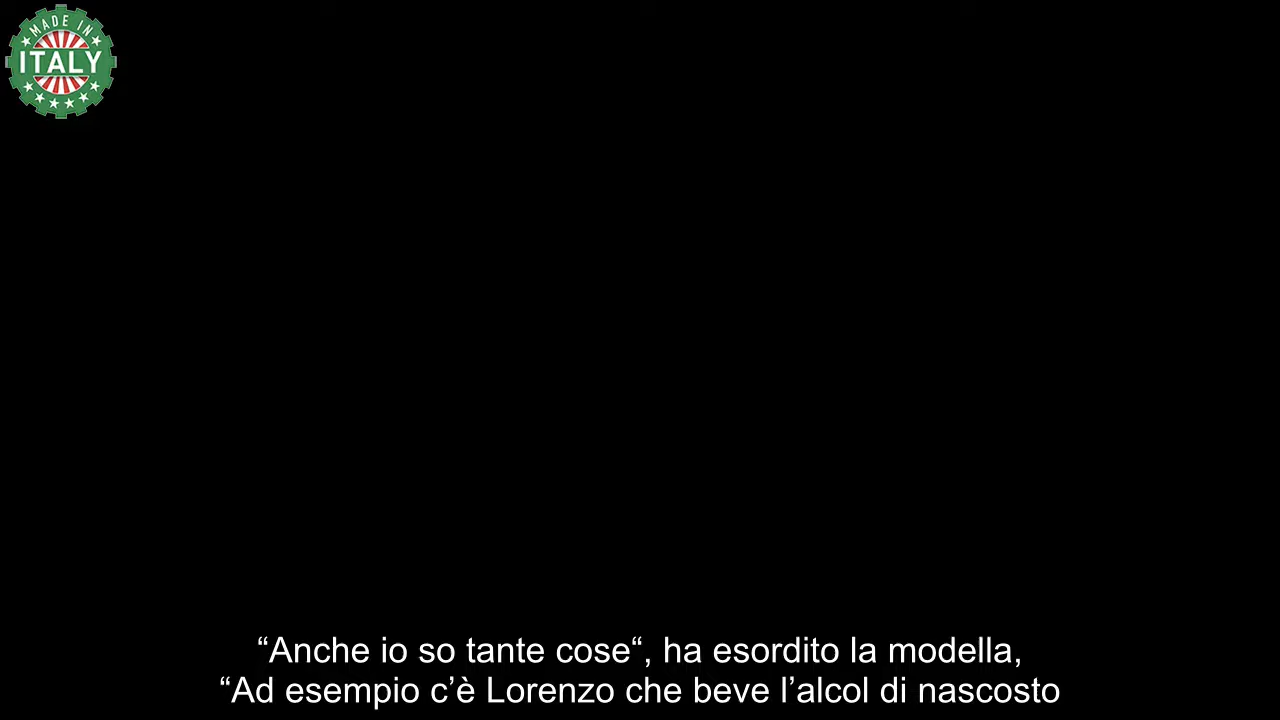 MADE IN
ITALY
“Anche io so tante cose“, ha esordito la modella,
“Ad esempio c’è Lorenzo che beve l’alcol di nascosto